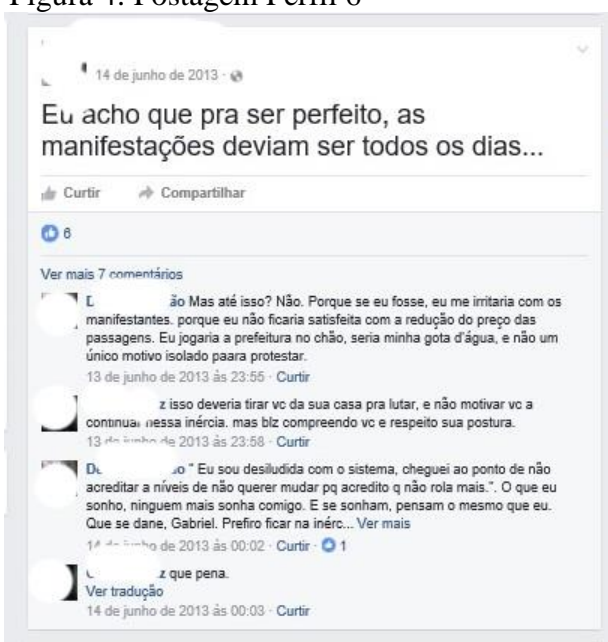 14 de junho de 2013
Eu acho que pra ser perfeito, as
manifestações deviam ser todos os dias...
Curtir Compartilhar
6
Ver mais 7 comentários
Mas até isso? Não. Porque se eu fosse, eu me irritaria com os
manifestantes. porque eu não ficaria satisfeita com a redução do preço das
passagens. Eu jogaria a prefeitura no chão, seria minha gota d'água, e não um
único motivo isolado paara protestar.
13 de junho de 2013 às 23:55 · Curtir
z isso deveria tirar vc da sua casa pra lutar, e não motivar vc a
continuar nessa inércia. mas blz compreendo vc e respeito sua postura.
13 de junho de 2013 às 23:58 · Curtir
" Eu sou desiludida com o sistema, cheguei ao ponto de não
acreditar a níveis de não querer mudar pq acredito q não rola mais.". O que eu
sonho, ninguem mais sonha comigo. E se sonham, pensam o mesmo que eu.
Que se dane, Gabriel. Prefiro ficar na inérc... Ver mais
14 de junho de 2013 às 00:02 · Curtir · 1
z que pena.
Ver tradução
14 de junho de 2013 às 00:03 · Curtir